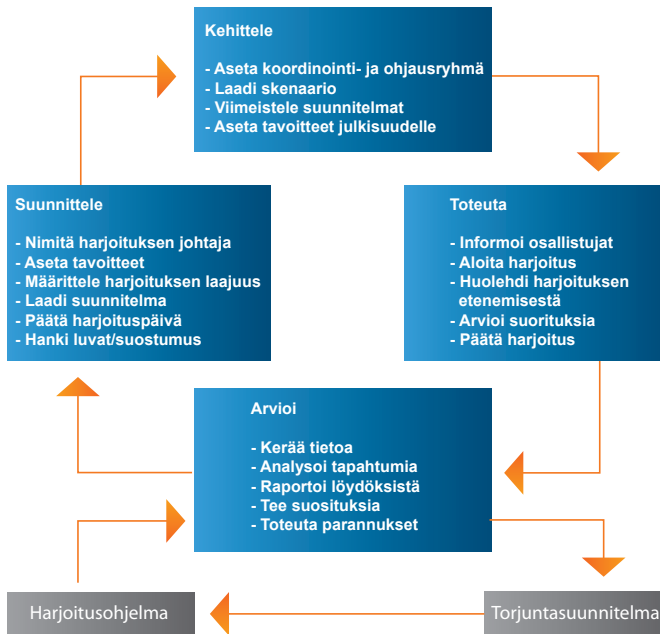 Kehittele
- Aseta koordinointi- ja ohjausryhmä
- Laadi skenaario
- Viimeistele suunnitelmat
- Aseta tavoitteet julkisuudelle
Suunnittele
- Nimitä harjoituksen johtaja
- Aseta tavoitteet
- Määrittele harjoituksen laajuus
- Laadi suunnitelma
- Päätä harjoituspäivä
- Hanki luvat/suostumus
Toteuta
- Informoi osallistujat
- Aloita harjoitus
- Huolehdi harjoituksen
etenemisestä
- Arvioi suorituksia
- Päätä harjoitus
Arvioi
- Kerää tietoa
- Analysoi tapahtumia
- Raportoi löydöksistä
- Tee suosituksia
- Toteuta parannukset
Harjoitusohjelma
Torjuntasuunnitelma